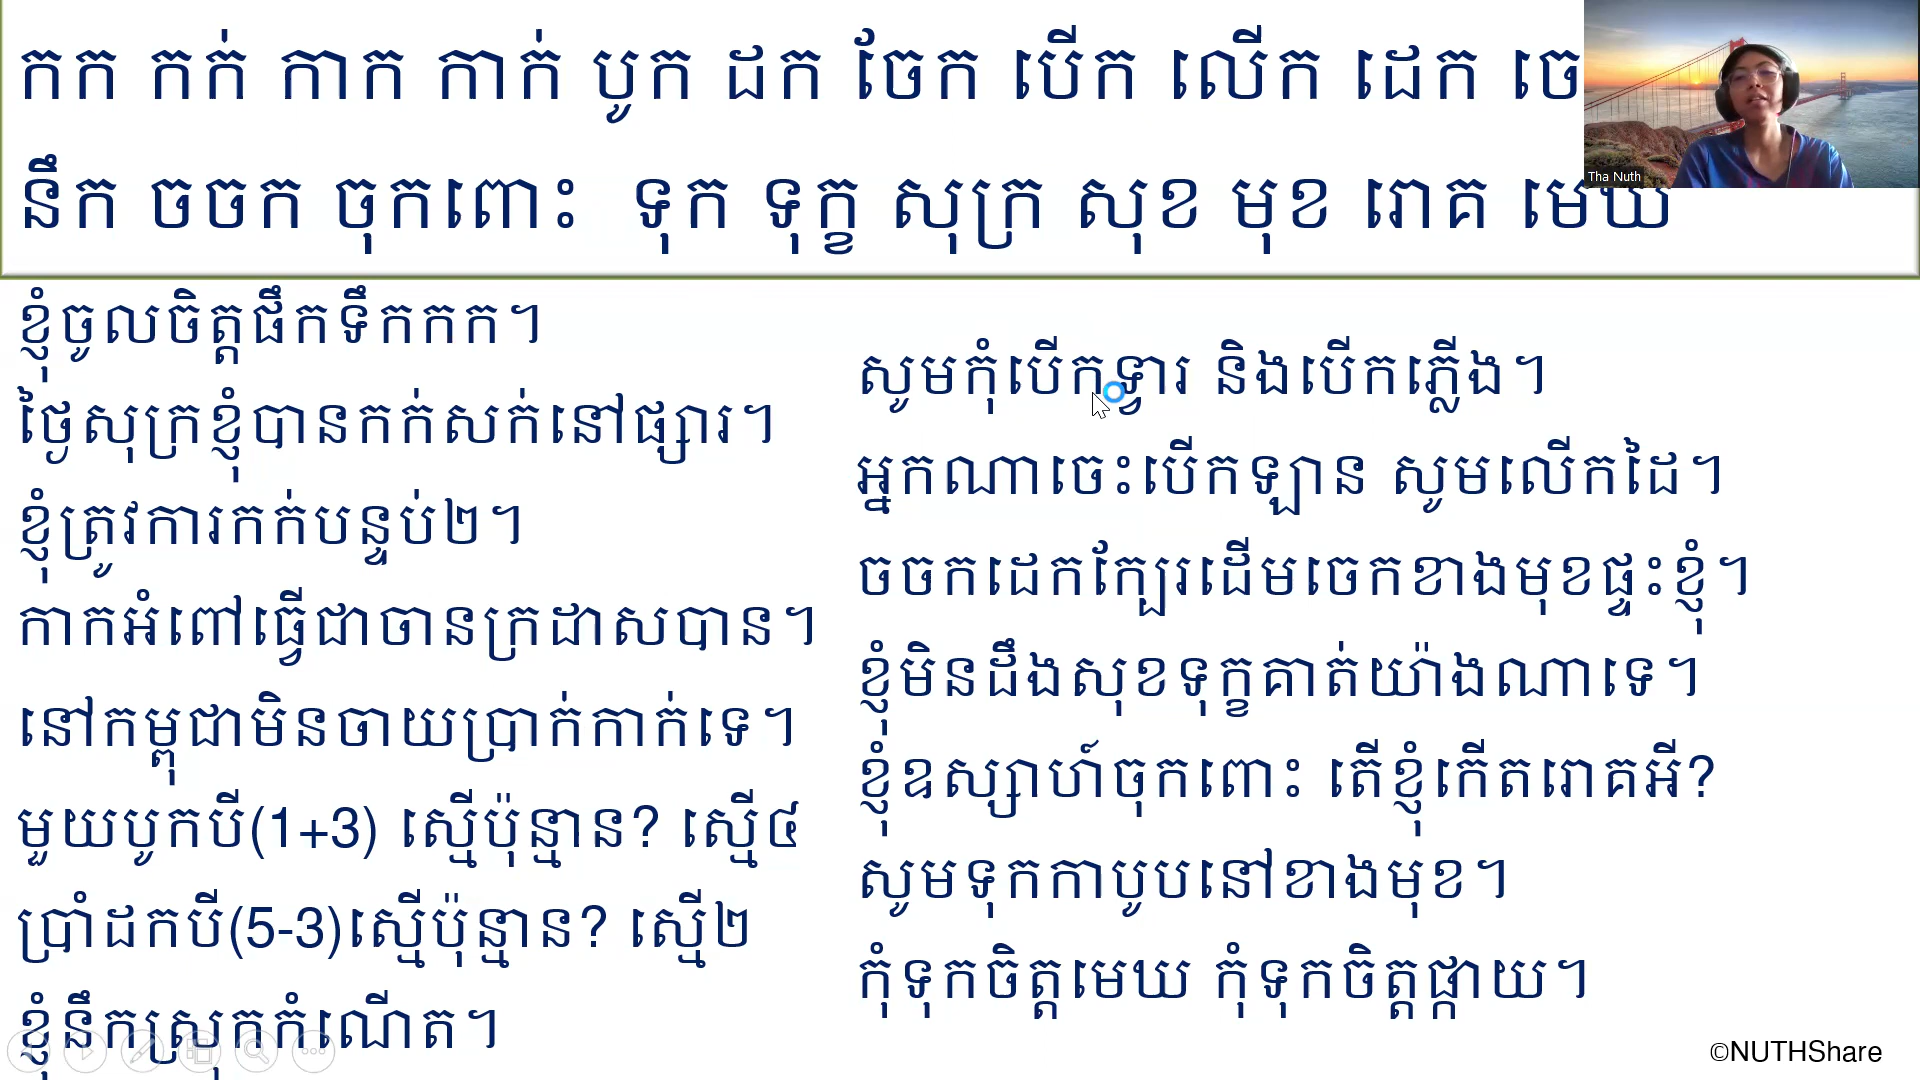 កក កក់ កាក កាក់ បូក ដក ចែក បើក លើក ដេក
Tha Nuth
នឹក ចចក ចុកពោះ ទុក ទុក្ខ សុក្រ សុខ មុខ រោគ មេឃ
ខ្ញុំចូលចិត្តផឹកទឹកកក។
ថ្ងៃសុក្រខ្ញុំបានកក់សក់នៅផ្សារ។
ខ្ញុំត្រូវការកក់បន្ទប់២។
កាកអំពៅធ្វើជាចានក្រដាសបាន។
នៅកម្ពុជាមិនចាយប្រាក់កាក់ទេ។
មួយបូកបី(1+3) ស្មើប៉ុន្មាន? ស្មើ៤
ប្រាំដកបី(5-3)ស្មើប៉ុន្មាន? ស្មើ២
ខ្ញុំនឹកស្រុកកំណើត។
សូមកុំបើកទ្វារ និងបើកភ្លើង។
អ្នកណាចេះបើកឡាន សូមលើកដៃ។
ចចកដេកក្បែរដើមចេកខាងមុខផ្ទះខ្ញុំ។
ខ្ញុំមិនដឹងសុខទុក្ខគាត់យ៉ាងណាទេ។
ខ្ញុំឧស្សាហ៍ចុកពោះ តើខ្ញុំកើតរោគអី?
សូមទុកកាបូបនៅខាងមុខ។
កុំទុកចិត្តមេឃ កុំទុកចិត្តផ្កាយ។
©NUTHShare